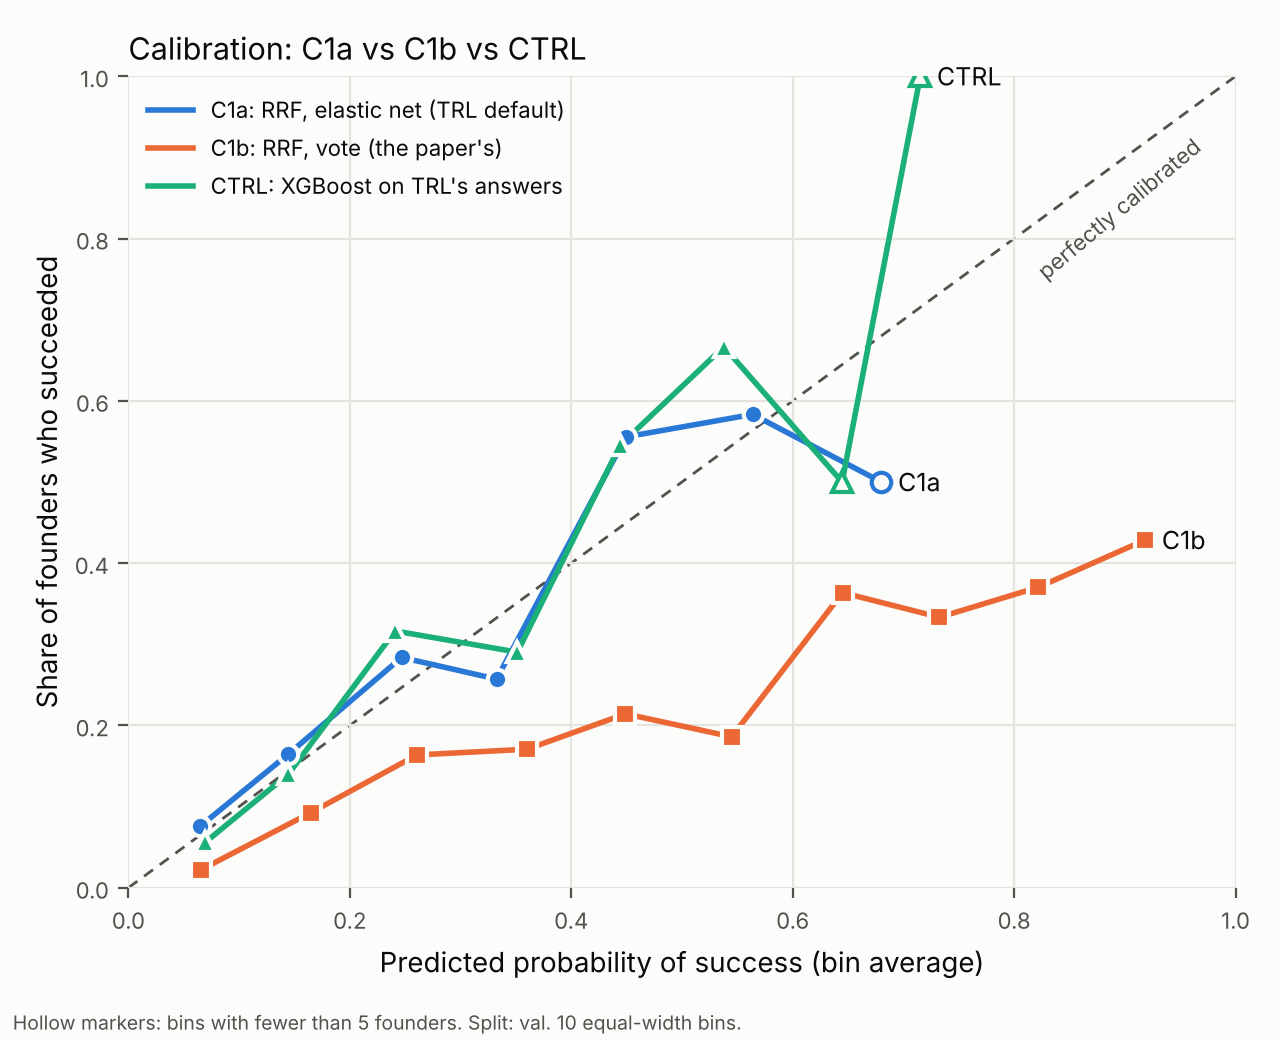 Calibration: C1a vs C1b vs CTRL
C1a: RRF, elastic net (TRL default)
C1b: RRF, vote (the paper's)
CTRL: XGBoost on TRL's answers
CTRL
perfectly calibrated
C1a
C1b
Share of founders who succeeded
1.0
0.8
0.6
0.4
0.2
0.0
0.0 0.2 0.4 0.6 0.8 1.0
Predicted probability of success (bin average)
Hollow markers: bins with fewer than 5 founders. Split: val. 10 equal-width bins.